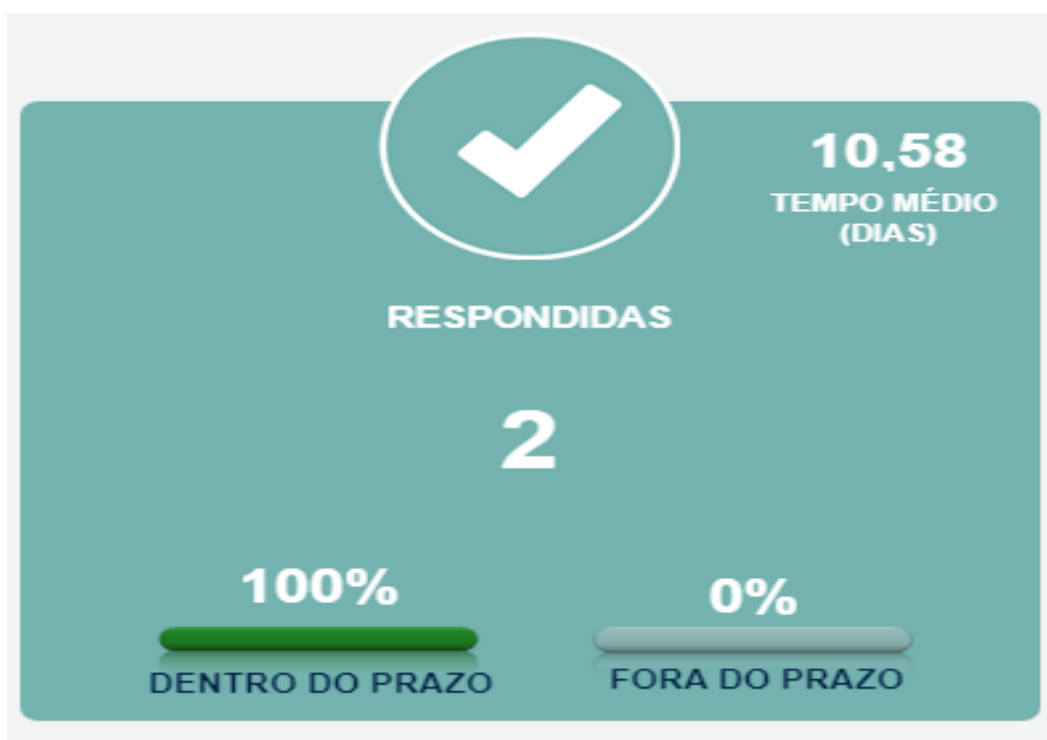 10,58
TEMPO MÉDIO
(DIAS)
RESPONDIDAS
2
100%
DENTRO DO PRAZO
0%
FORA DO PRAZO